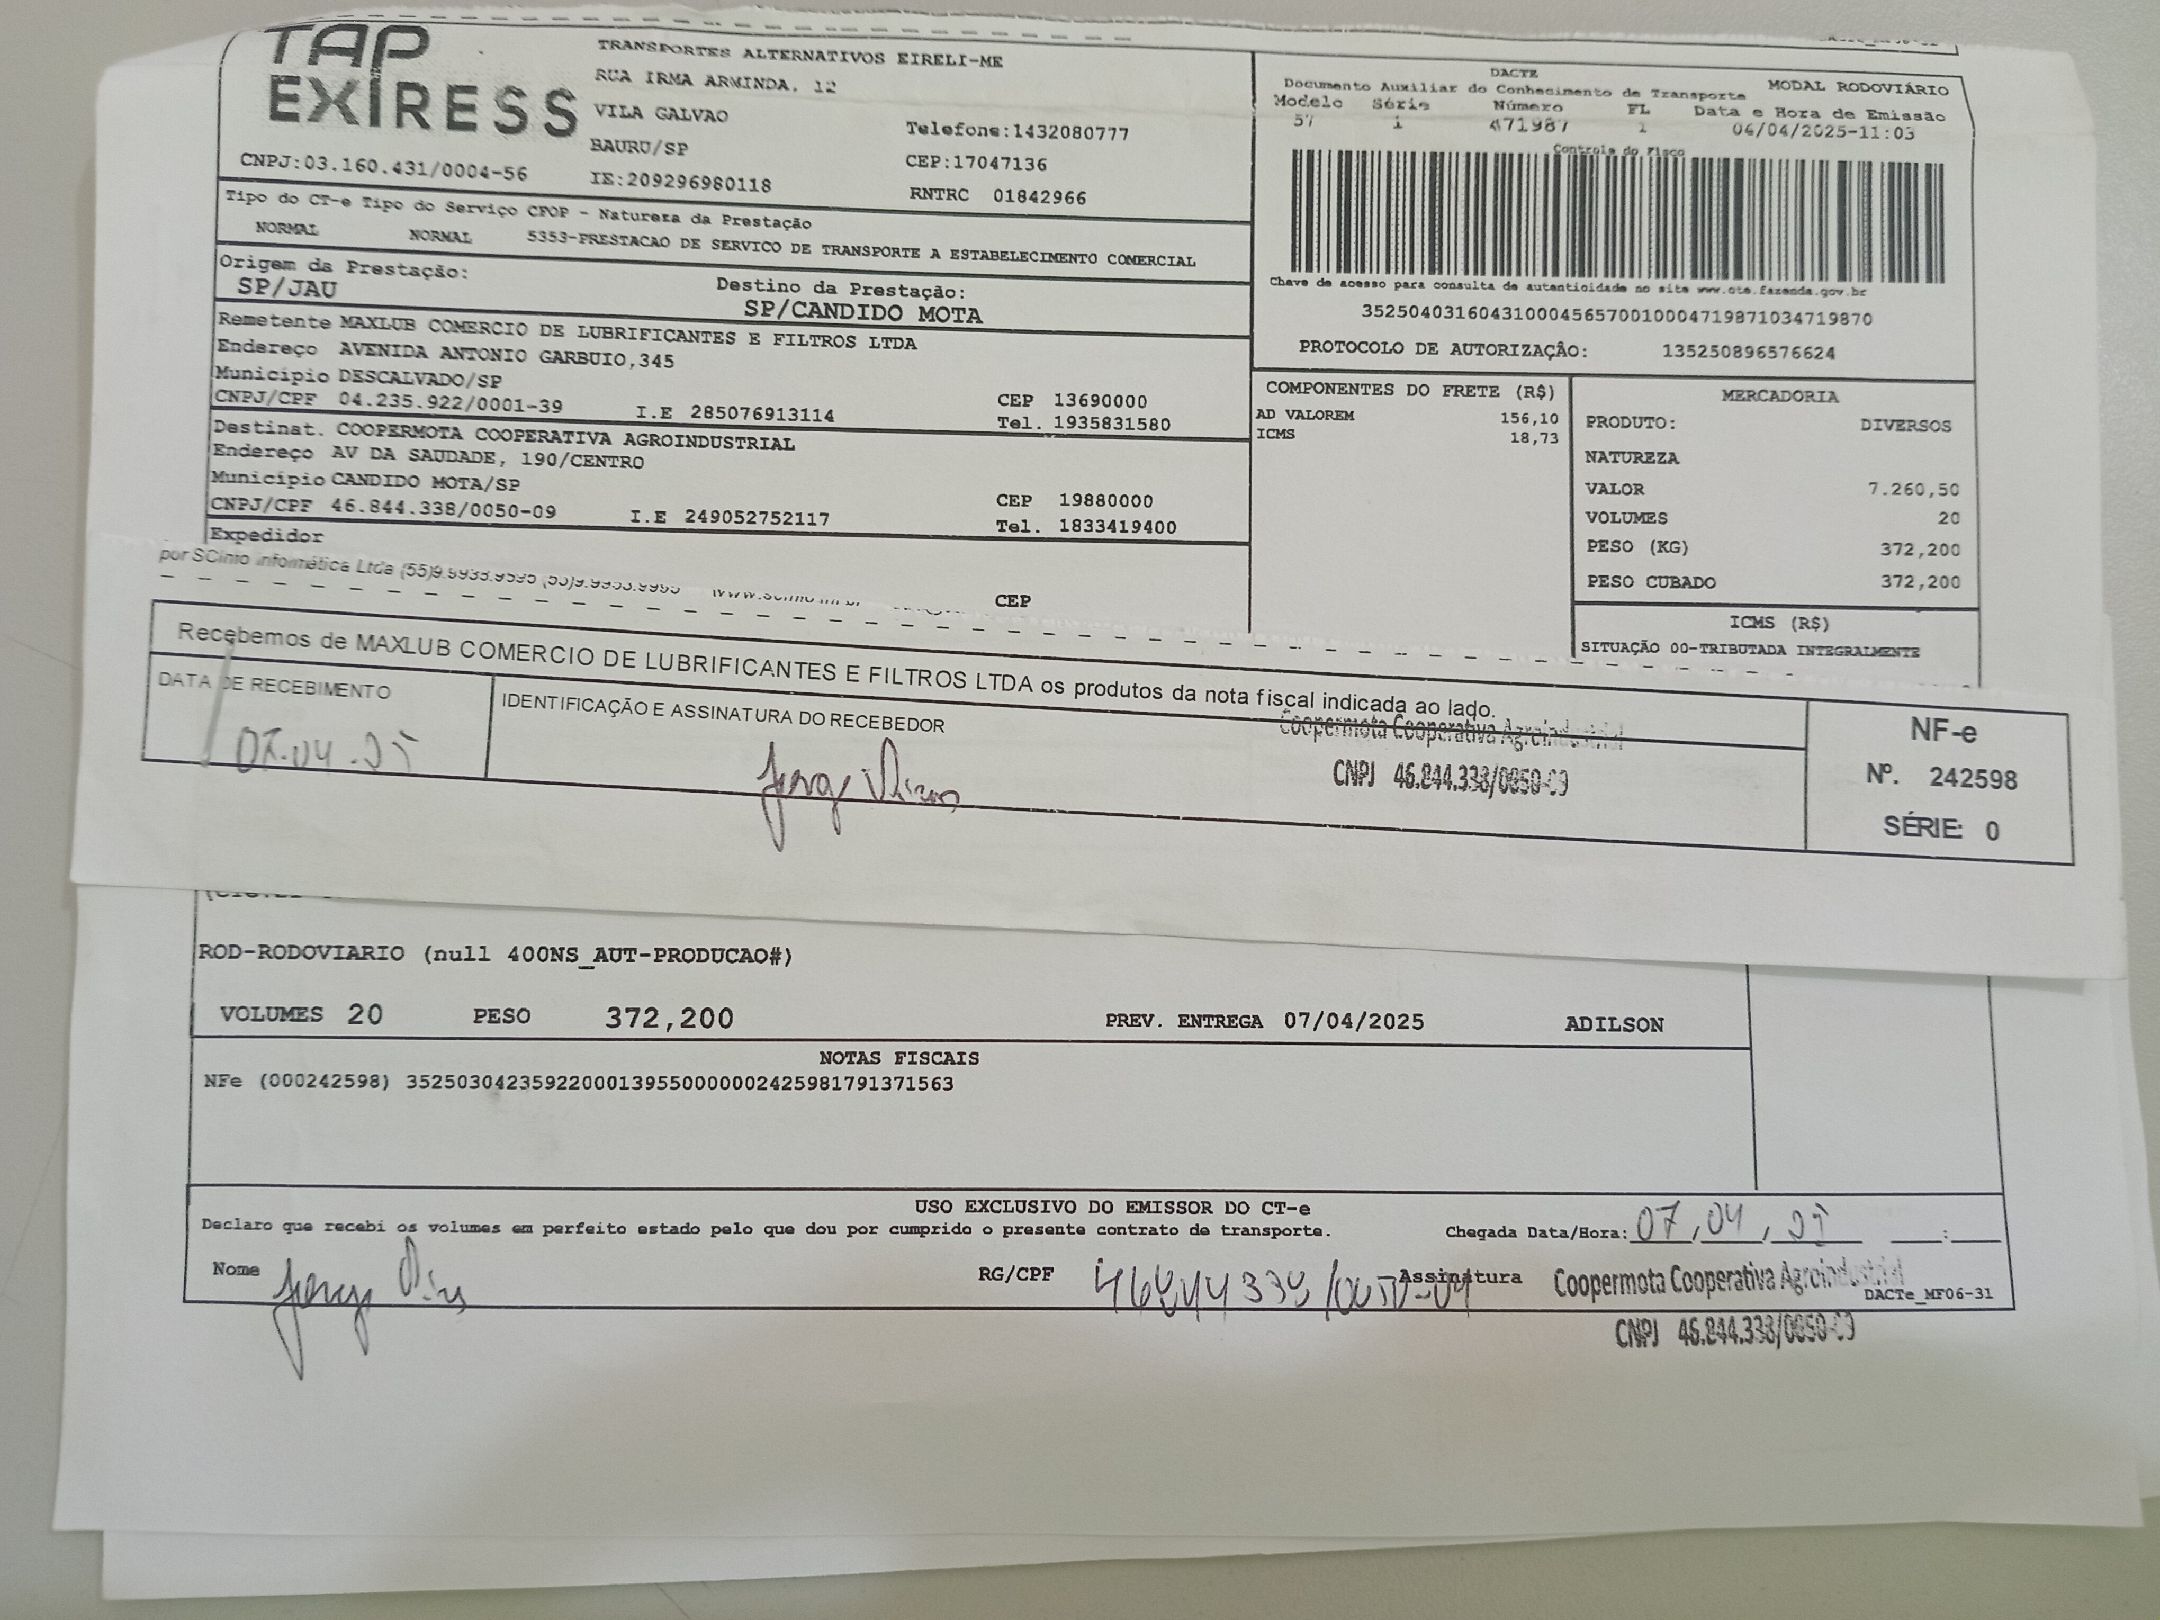 TAP
EXIRESS
TRANSPORTES ALTERNATIVOS EIRELI-ME
RUA IRMA ARMINDA, 12
VILA GALVAO
BAURU/SP
Telefone:1432080777
CEP:17047136
CNPJ:03.160.431/0004-56
IE:209296980118
RNTRC 01842966
DACTE
Documento Auxiliar do Conhecimento de Transporte
MODAL RODOVIÁRIO
Modelo Série Número FL Data e Hora de Emissão
57 1 471987 1 04/04/2025-11:03
Controle do Fisco
Chave de acesso para consulta de autenticidade no site www.cte.fazenda.gov.br
35250403160431000456570010004719871034719870
PROTOCOLO DE AUTORIZAÇÂO: 135250896576624
Tipo do CT-e Tipo do Serviço CFOP - Natureza da Prestação
NORMAL NORMAL 5353-PRESTACAO DE SERVICO DE TRANSPORTE A ESTABELECIMENTO COMERCIAL
Origem da Prestação:
SP/JAU
Destino da Prestação:
SP/CANDIDO MOTA
Remetente MAXLUB COMERCIO DE LUBRIFICANTES E FILTROS LTDA
Endereço AVENIDA ANTONIO GARBUIO,345
Município DESCALVADO/SP
CEP 13690000
CNPJ/CPF 04.235.922/0001-39 I.E 285076913114 Tel. 1935831580
Destinat. COOPERMOTA COOPERATIVA AGROINDUSTRIAL
Endereço AV DA SAUDADE, 190/CENTRO
Município CANDIDO MOTA/SP
CEP 19880000
CNPJ/CPF 46.844.338/0050-09 I.E 249052752117 Tel. 1833419400
Expedidor
CEP
COMPONENTES DO FRETE (R$)
AD VALOREM 156,10
ICMS 18,73
MERCADORIA
PRODUTO: DIVERSOS
NATUREZA
VALOR 7.260,50
VOLUMES 20
PESO (KG) 372,200
PESO CUBADO 372,200
ICMS (R$)
SITUAÇÃO 00-TRIBUTADA INTEGRALMENTE
por SCinfo Informática Ltda
Recebemos de MAXLUB COMERCIO DE LUBRIFICANTES E FILTROS LTDA os produtos da nota fiscal indicada ao lado.
DATA DE RECEBIMENTO
07.04.25
IDENTIFICAÇÃO E ASSINATURA DO RECEBEDOR
Coopermota Cooperativa Agroindustrial
CNPJ 46.844.338/0050-09
NF-e
Nº. 242598
SÉRIE: 0
ROD-RODOVIARIO (null 400NS_AUT-PRODUCAO#)
VOLUMES 20 PESO 372,200 PREV. ENTREGA 07/04/2025 ADILSON
NOTAS FISCAIS
NFe (000242598) 35250304235922000139550000002425981791371563
USO EXCLUSIVO DO EMISSOR DO CT-e
Declaro que recebi os volumes em perfeito estado pelo que dou por cumprido o presente contrato de transporte.
Chegada Data/Hora: 07,04,25 :
Nome
RG/CPF 46844338/0050-09
Assinatura
Coopermota Cooperativa Agroindustrial
DACTe_MF06-31
CNPJ 46.844.338/0050-09